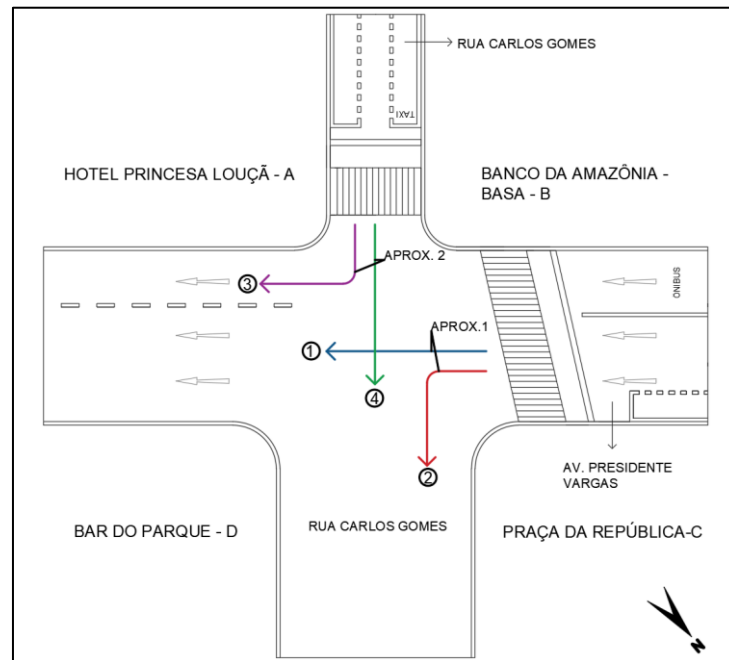 RUA CARLOS GOMES
TAXI
HOTEL PRINCESA LOUÇÃ - A
BANCO DA AMAZÔNIA -
BASA - B
APROX. 2
ONIBUS
3
APROX.1
1
4
2
AV. PRESIDENTE
VARGAS
BAR DO PARQUE - D
RUA CARLOS GOMES
PRAÇA DA REPÚBLICA-C
N